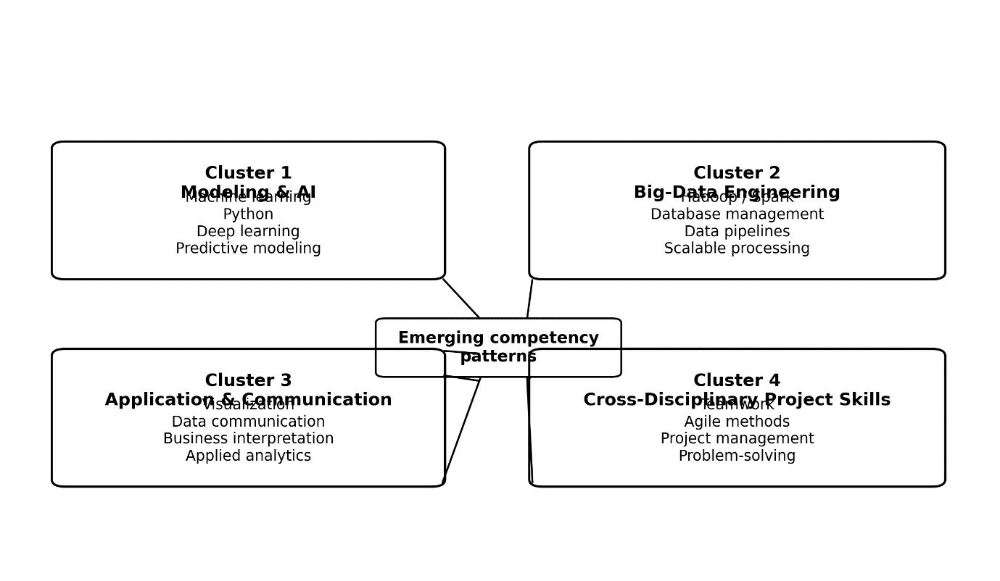 Cluster 1
Modeling & AI
Machine learning
Python
Deep learning
Predictive modeling
Cluster 2
Big-Data Engineering
Hadoop / Spark
Database management
Data pipelines
Scalable processing
Emerging competency
patterns
Cluster 3
Application & Communication
Visualization
Data communication
Business interpretation
Applied analytics
Cluster 4
Cross-Disciplinary Project Skills
Teamwork
Agile methods
Project management
Problem-solving